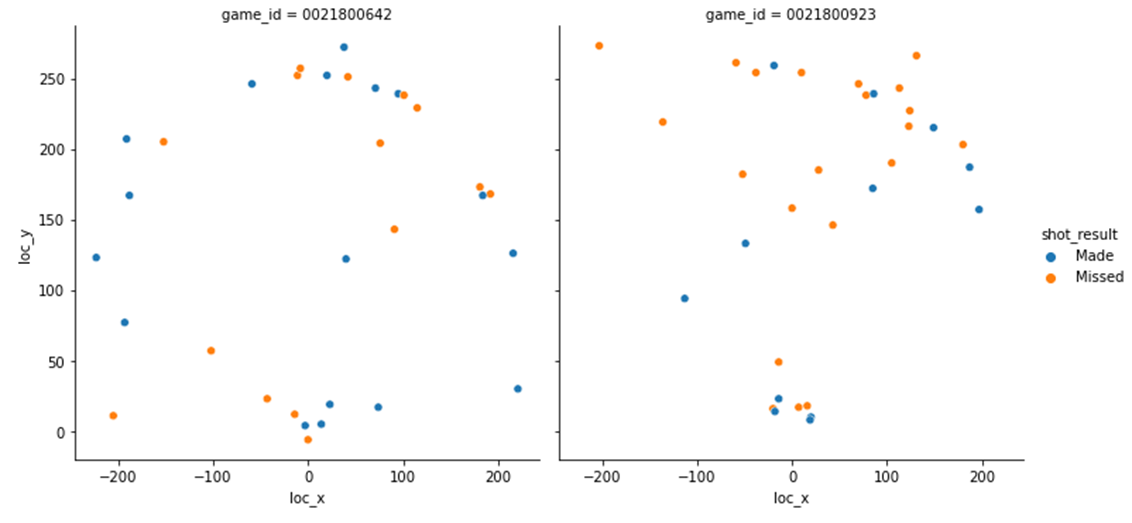 game_id = 0021800642
game_id = 0021800923
250
200
150
100
50
0
loc_y
−200 −100 0 100 200
−200 −100 0 100 200
loc_x
loc_x
shot_result
Made
Missed